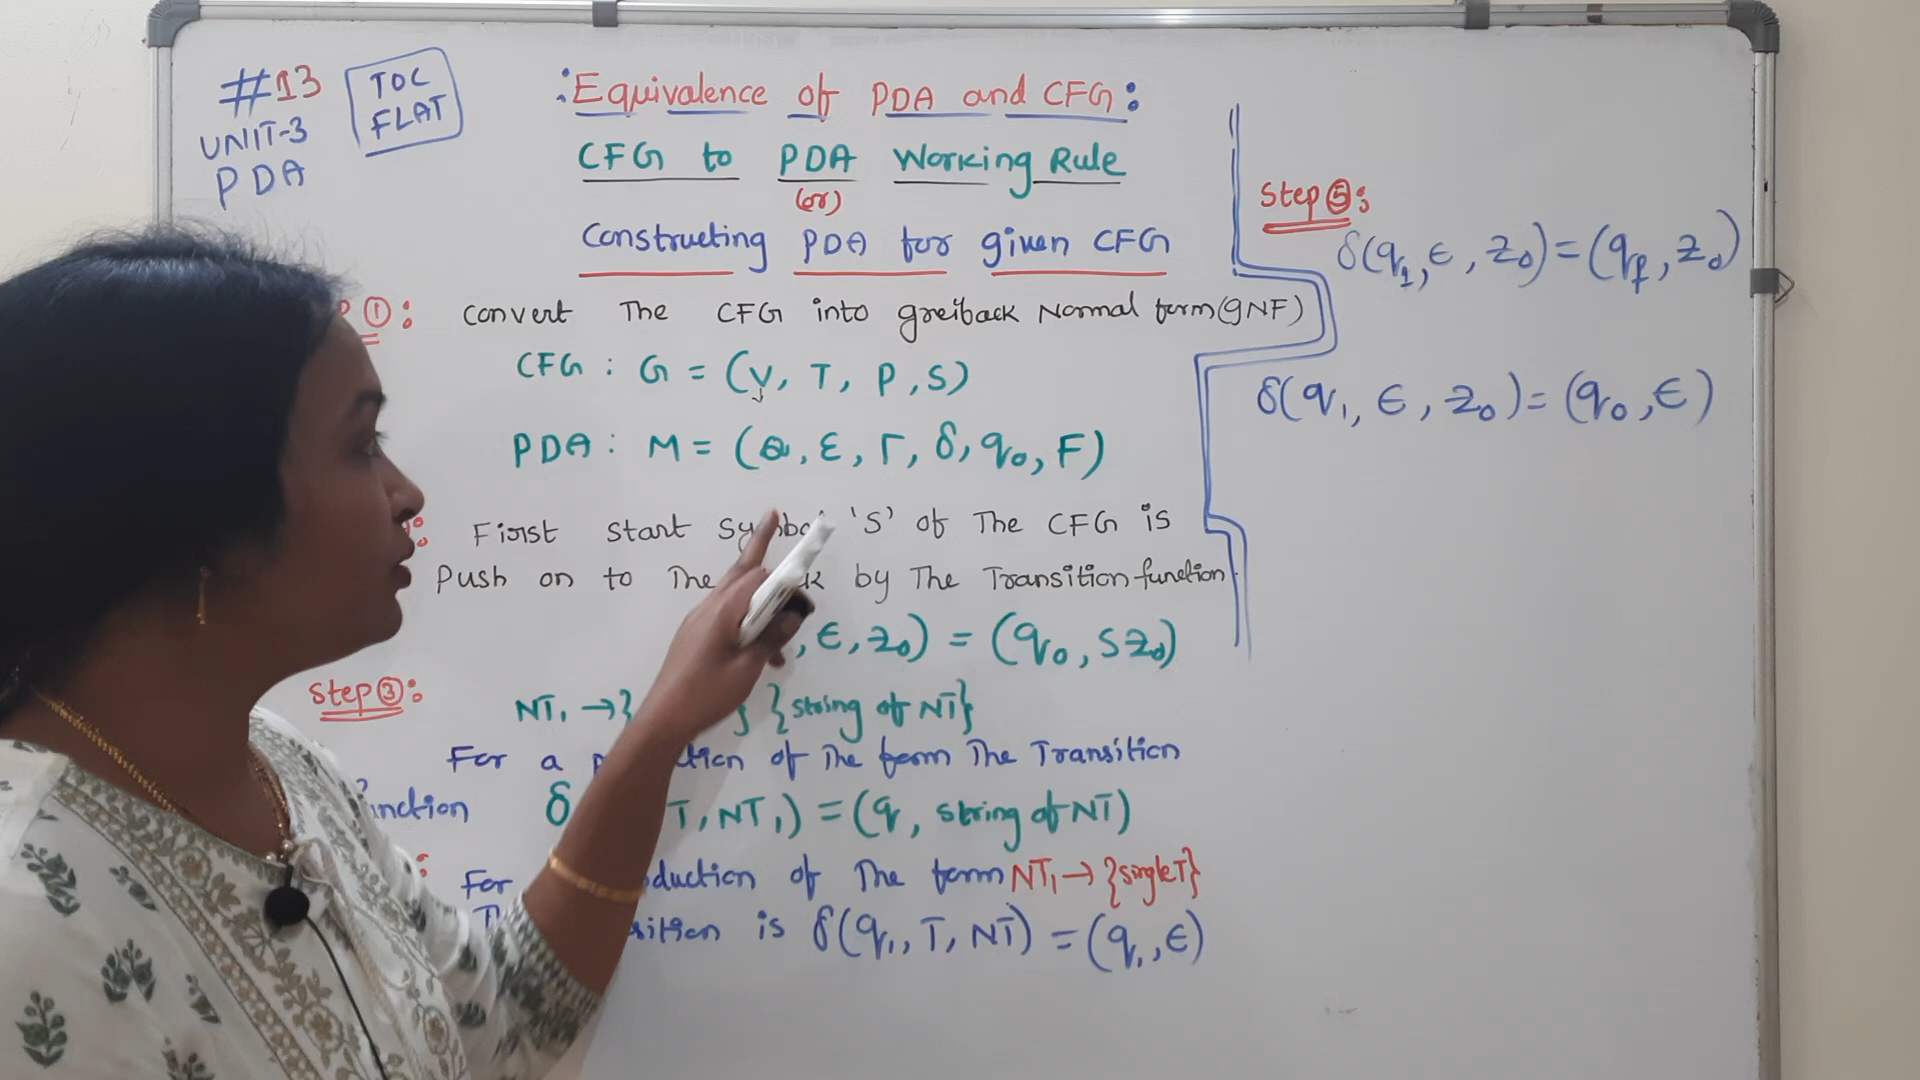 #13
UNIT-3
PDA
TOC
FLAT
:Equivalence of PDA and CFG:
CFG to PDA Working Rule
(or)
Constructing PDA for given CFG
①: Convert The CFG into greiback Normal form(GNF)
CFG : G = (V, T, P, S)
PDA : M = (Q, Σ, Γ, δ, q₀, F)
First start 'S' of The CFG is
Push on to The by The Transition function
, ε, z₀) = (q₀, Sz₀)
Step③: NT₁ → { {string of NT}
For a of The form The Transition
δ T, NT₁) = (q, string of NT)
For of The form NT₁ → {single T}
is δ(q₁, T, NT) = (q₁, ε)
Step⑤:
δ(q₁, ε, z₀) = (qf, z₀)
δ(q₁, ε, z₀) = (q₀, ε)